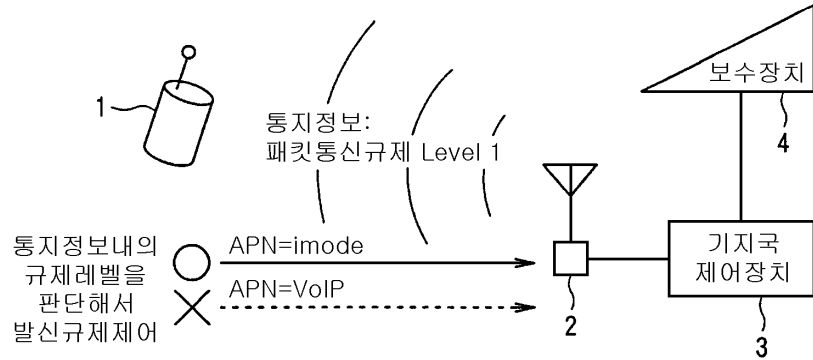 보수장치
4
1
통지정보:
패킷통신규제 Level 1
통지정보내의
규제레벨을
판단해서
발신규제제어
APN=imode
APN=VoIP
2
기지국
제어장치
3